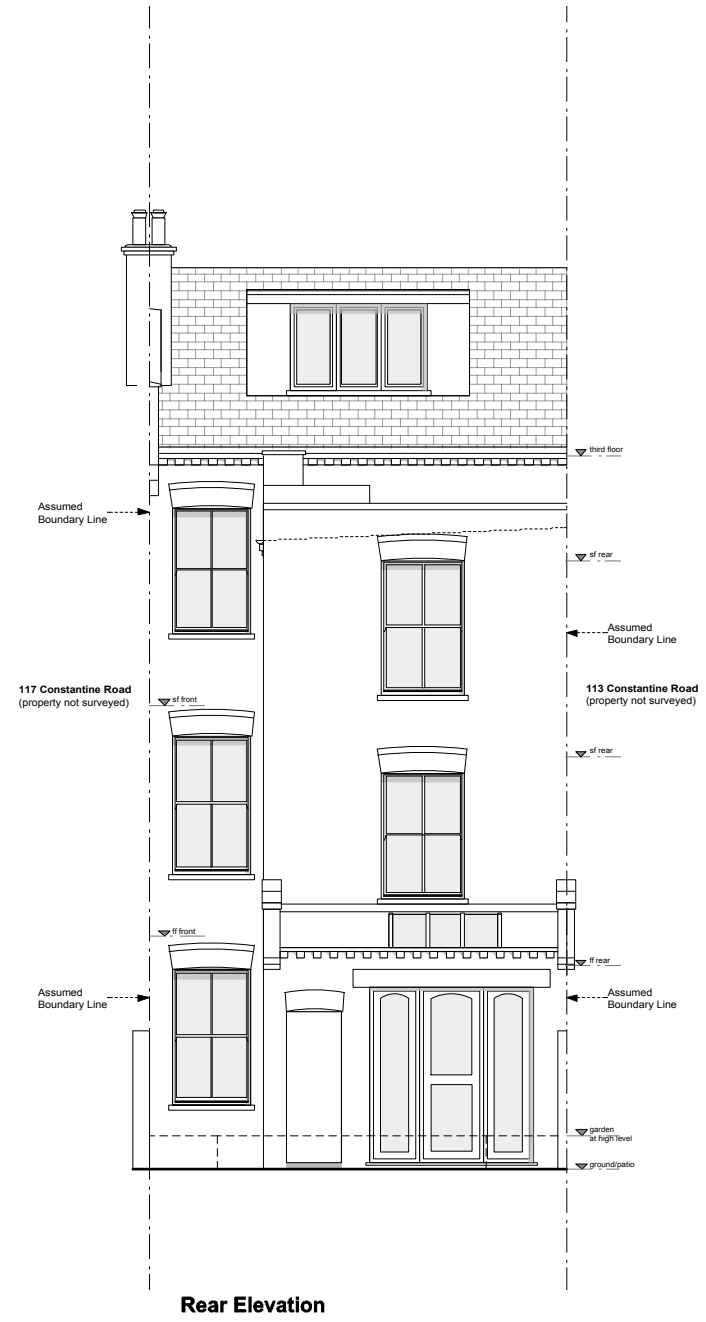 third floor
Assumed
Boundary Line
sf rear
Assumed
Boundary Line
117 Constantine Road
(property not surveyed)
sf front
113 Constantine Road
(property not surveyed)
sf rear
ff front
ff rear
Assumed
Boundary Line
Assumed
Boundary Line
garden
at high level
ground/patio
Rear Elevation